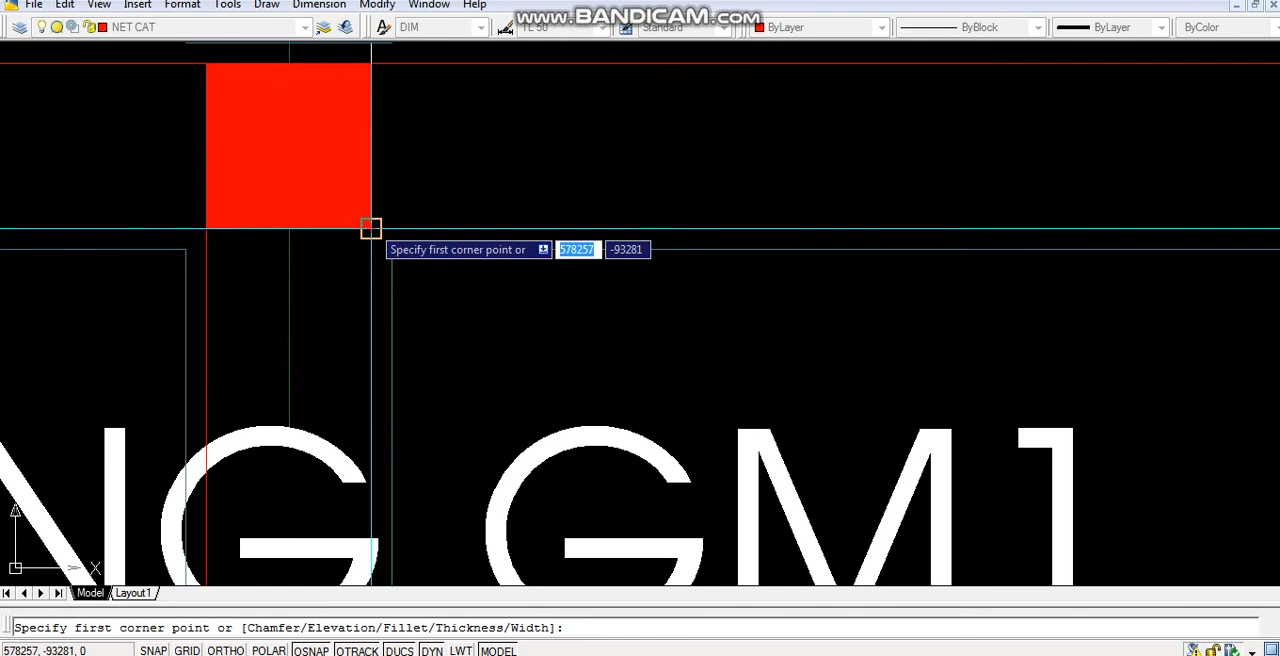 File Edit View Insert Format Tools Draw Dimension Modify Window Help
www.BANDICAM.com
NET CAT DIM TL 50 Standard ByLayer ByBlock ByLayer ByColor
Specify first corner point or 578257 -93281
NG GM1
X
Model Layout1
Specify first corner point or [Chamfer/Elevation/Fillet/Thickness/Width]:
578257, -93281, 0 SNAP GRID ORTHO POLAR OSNAP OTRACK DUCS DYN LWT MODEL